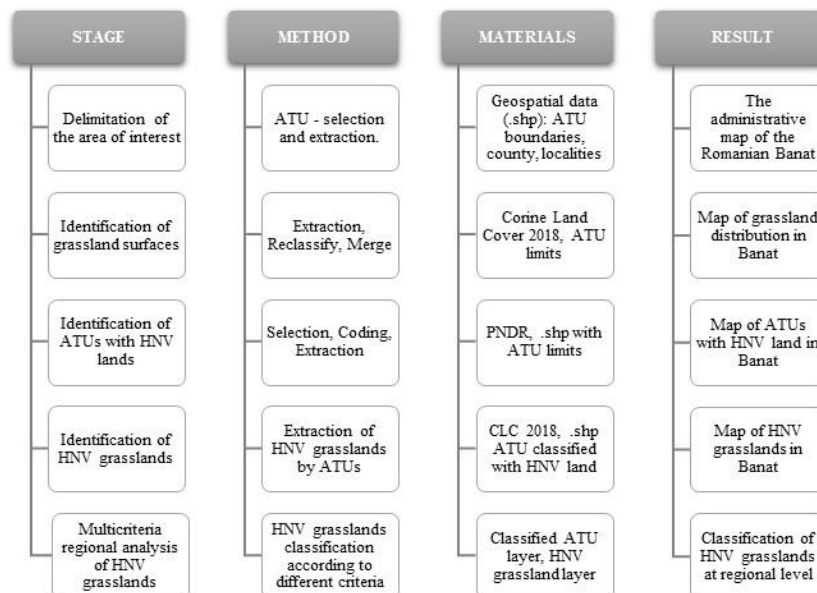 STAGE
Delimitation of
the area of interest
Identification of
grassland surfaces
Identification of
ATUs with HNV
lands
Identification of
HNV grasslands
Multicriteria
regional analysis
of HNV
grasslands
METHOD
ATU - selection
and extraction.
Extraction,
Reclassify, Merge
Selection, Coding,
Extraction
Extraction of
HNV grasslands
by ATUs
HNV grasslands
classification
according to
different criteria
MATERIALS
Geospatial data
(.shp): ATU
boundaries,
county, localities
Corine Land
Cover 2018, ATU
limits
PNDR, .shp with
ATU limits
CLC 2018, .shp
ATU classified
with HNV land
Classified ATU
layer, HNV
grassland layer
RESULT
The
administrative
map of the
Romanian Banat
Map of grassland
distribution in
Banat
Map of ATUs
with HNV land in
Banat
Map of HNV
grasslands in
Banat
Classification of
HNV grasslands
at regional level